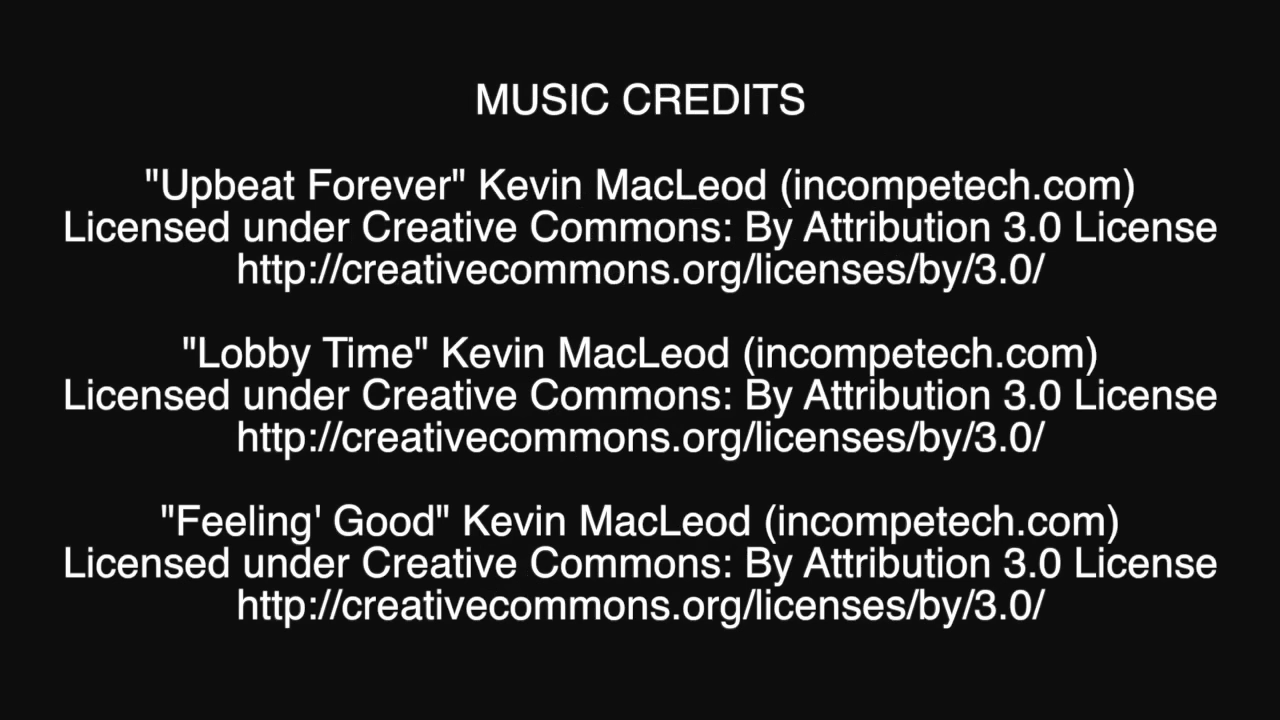 MUSIC CREDITS
"Upbeat Forever" Kevin MacLeod (incompetech.com)
Licensed under Creative Commons: By Attribution 3.0 License
http://creativecommons.org/licenses/by/3.0/
"Lobby Time" Kevin MacLeod (incompetech.com)
Licensed under Creative Commons: By Attribution 3.0 License
http://creativecommons.org/licenses/by/3.0/
"Feeling' Good" Kevin MacLeod (incompetech.com)
Licensed under Creative Commons: By Attribution 3.0 License
http://creativecommons.org/licenses/by/3.0/